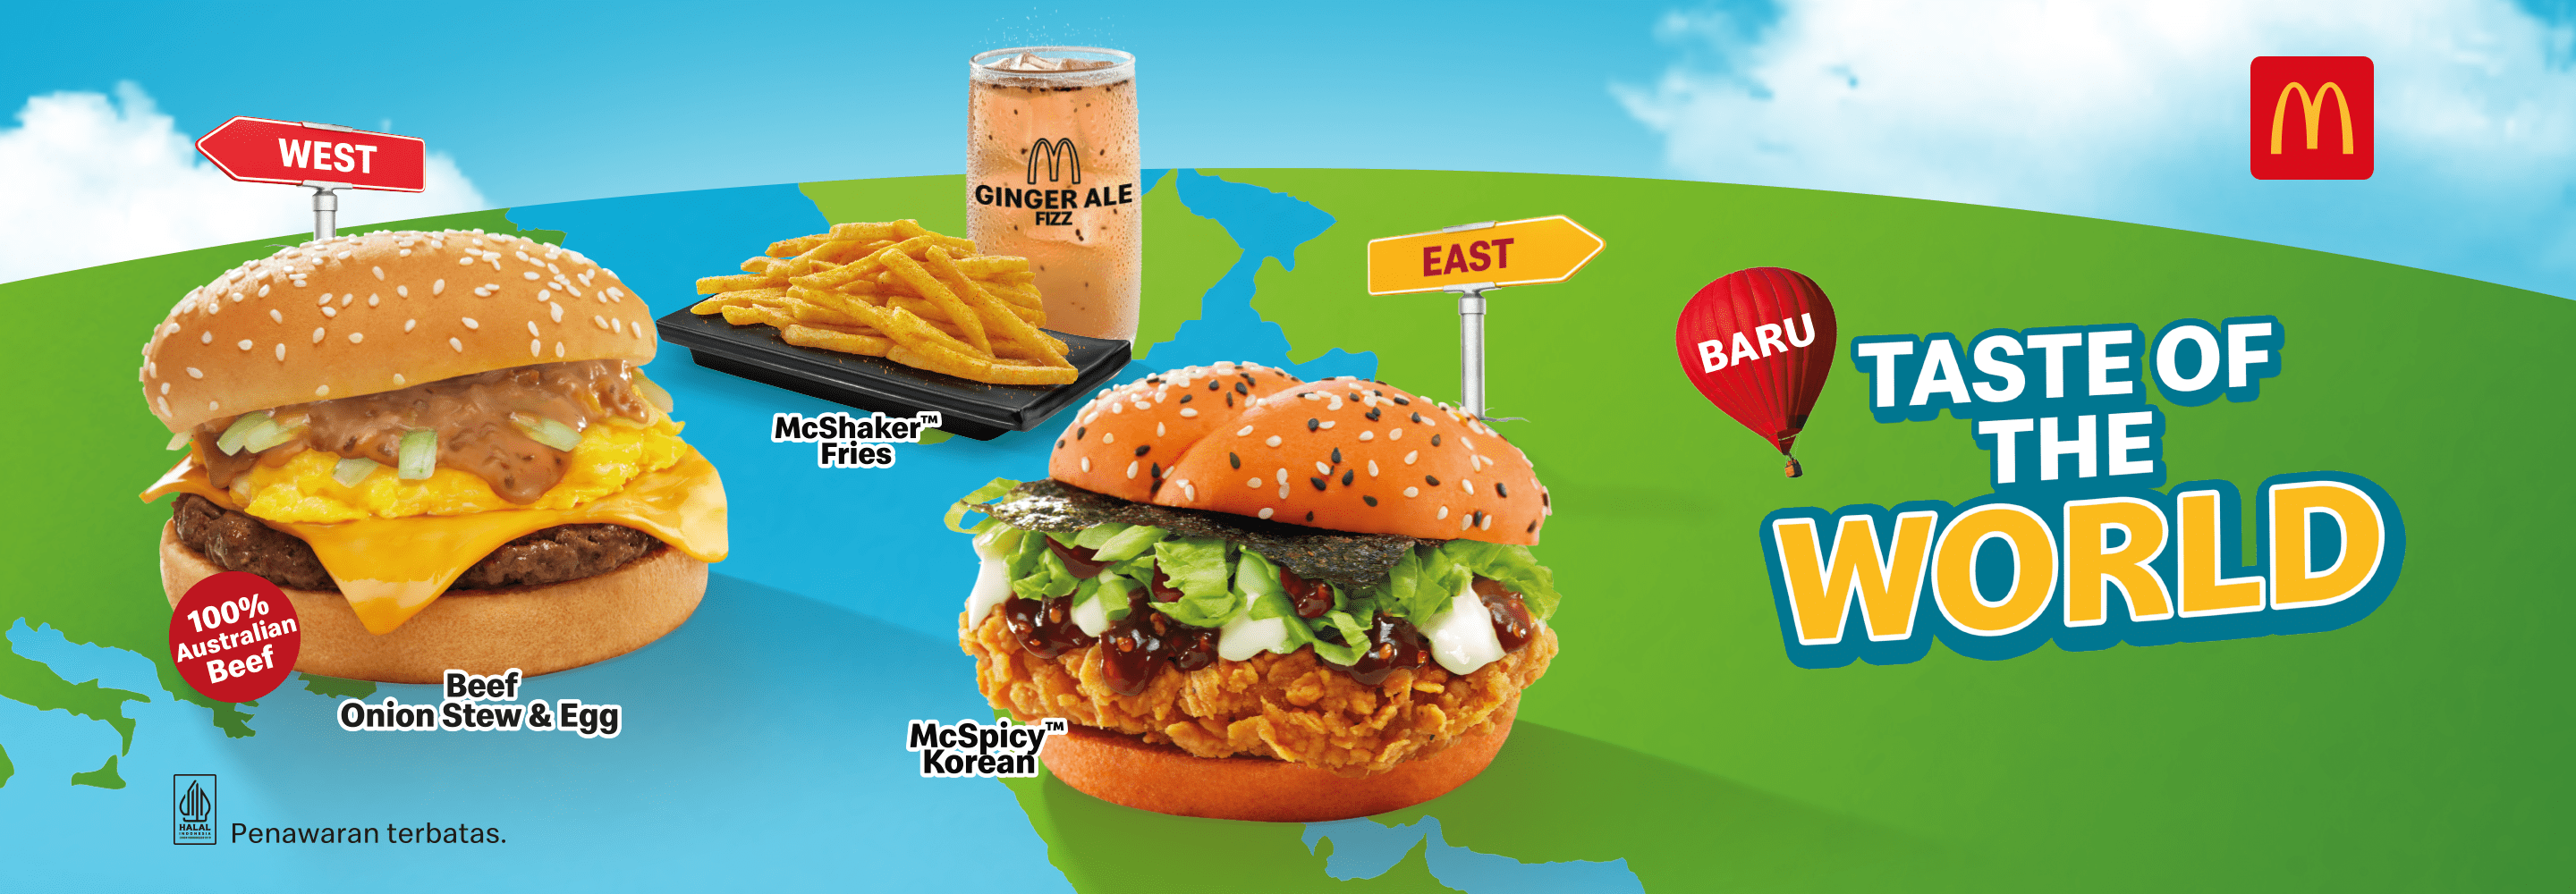 WEST
GINGER ALE
FIZZ
EAST
BARU
TASTE OF
THE
WORLD
McShaker™
Fries
100%
Australian
Beef
Beef
Onion Stew & Egg
McSpicy™
Korean
HALAL
INDONESIA
Penawaran terbatas.